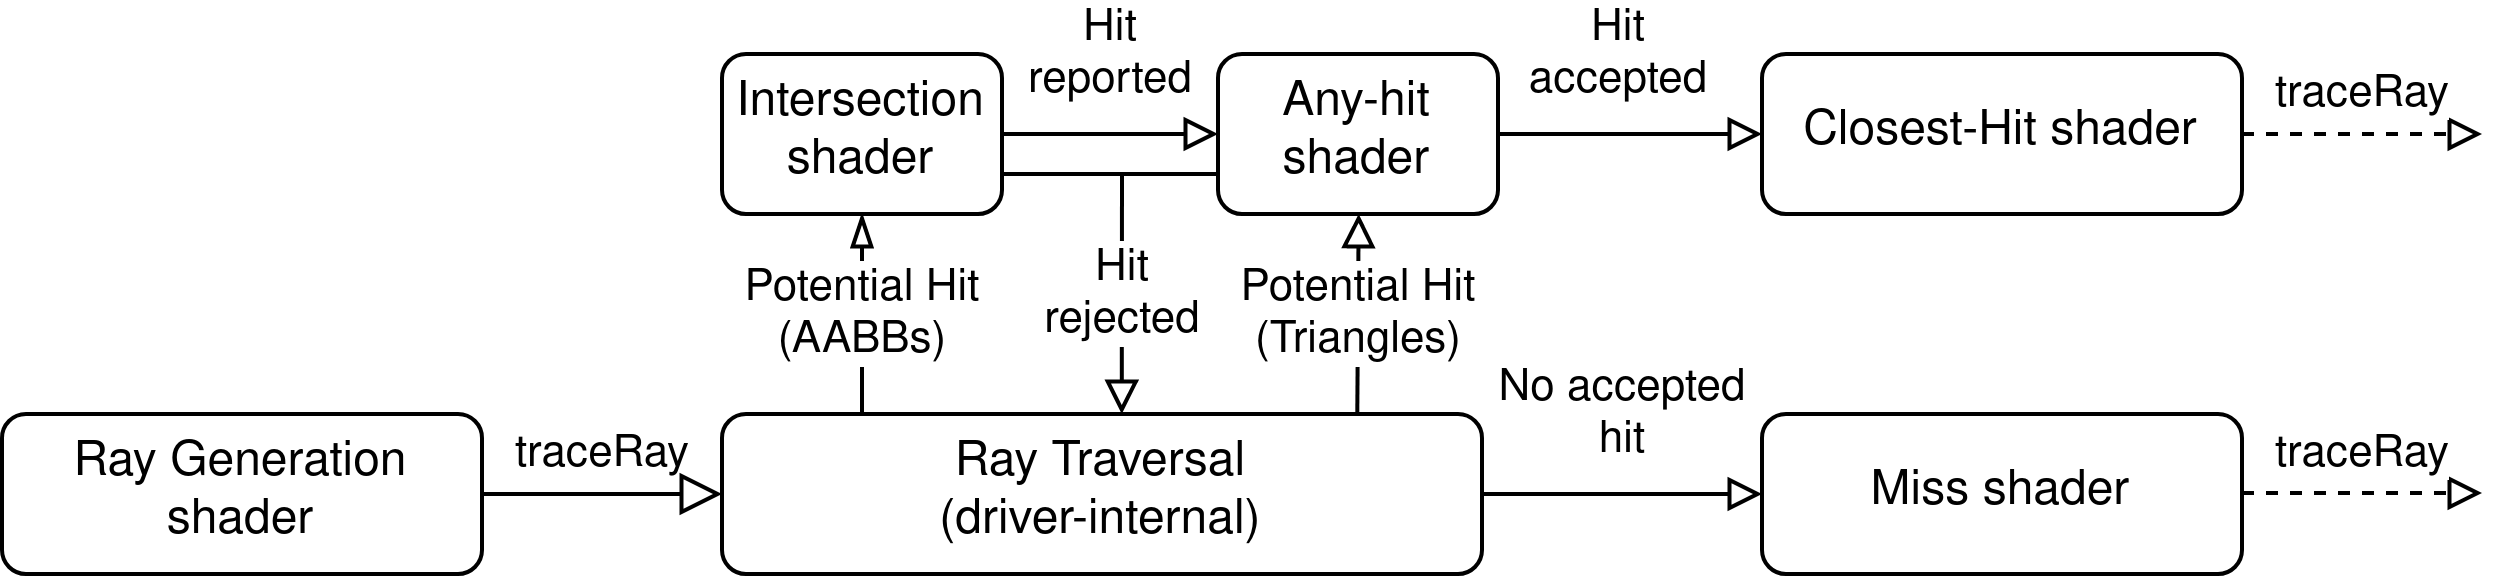 Hit
reported
Hit
accepted
Intersection
shader
Any-hit
shader
Closest-Hit shader
traceRay
Potential Hit
(AABBs)
Hit
rejected
Potential Hit
(Triangles)
No accepted
hit
Ray Generation
shader
traceRay
Ray Traversal
(driver-internal)
Miss shader
traceRay